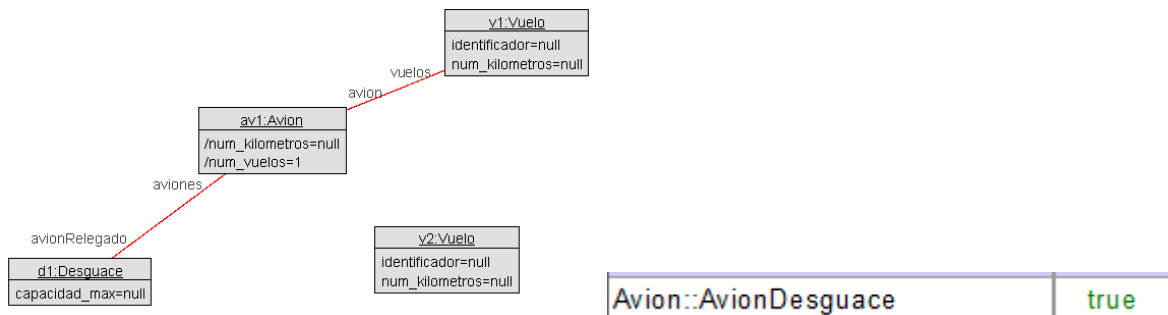 v1:Vuelo
identificador=null
num_kilometros=null
vuelos
avion
av1:Avion
/num_kilometros=null
/num_vuelos=1
aviones
avionRelegado
d1:Desguace
capacidad_max=null
v2:Vuelo
identificador=null
num_kilometros=null
Avion::AvionDesguace true